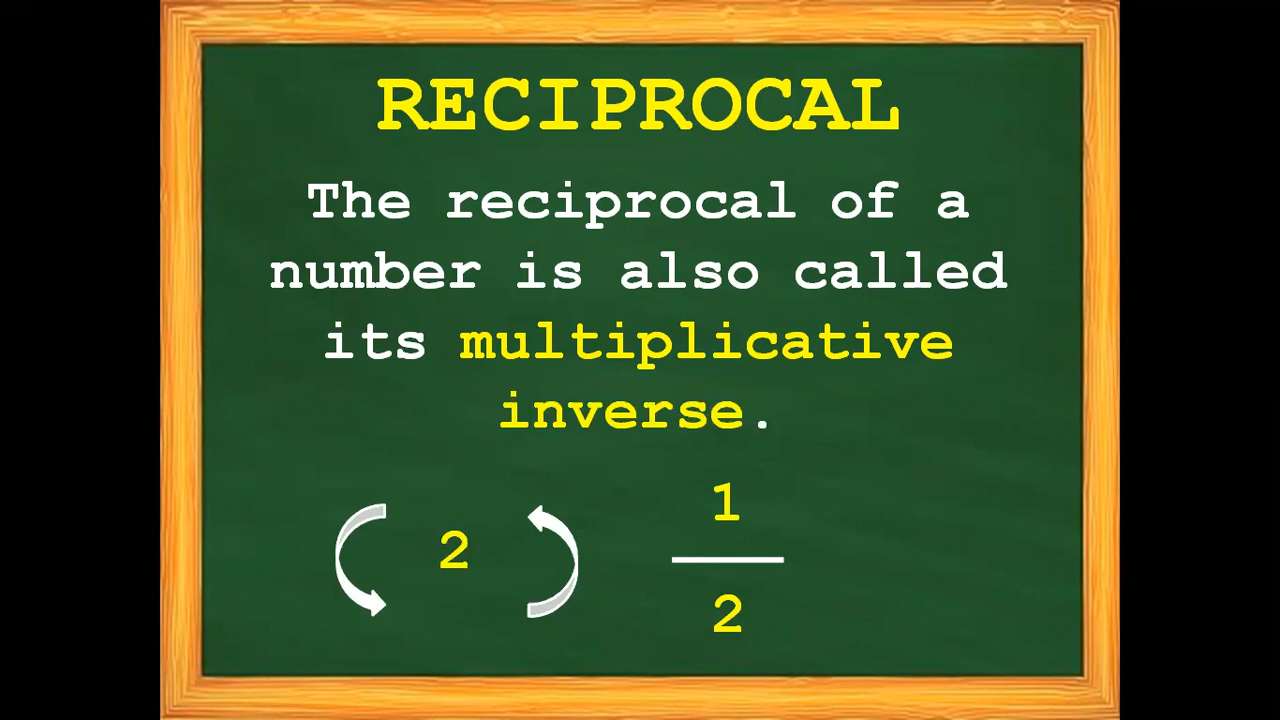 RECIPROCAL
The reciprocal of a
number is also called
its multiplicative
inverse.
1
2
2